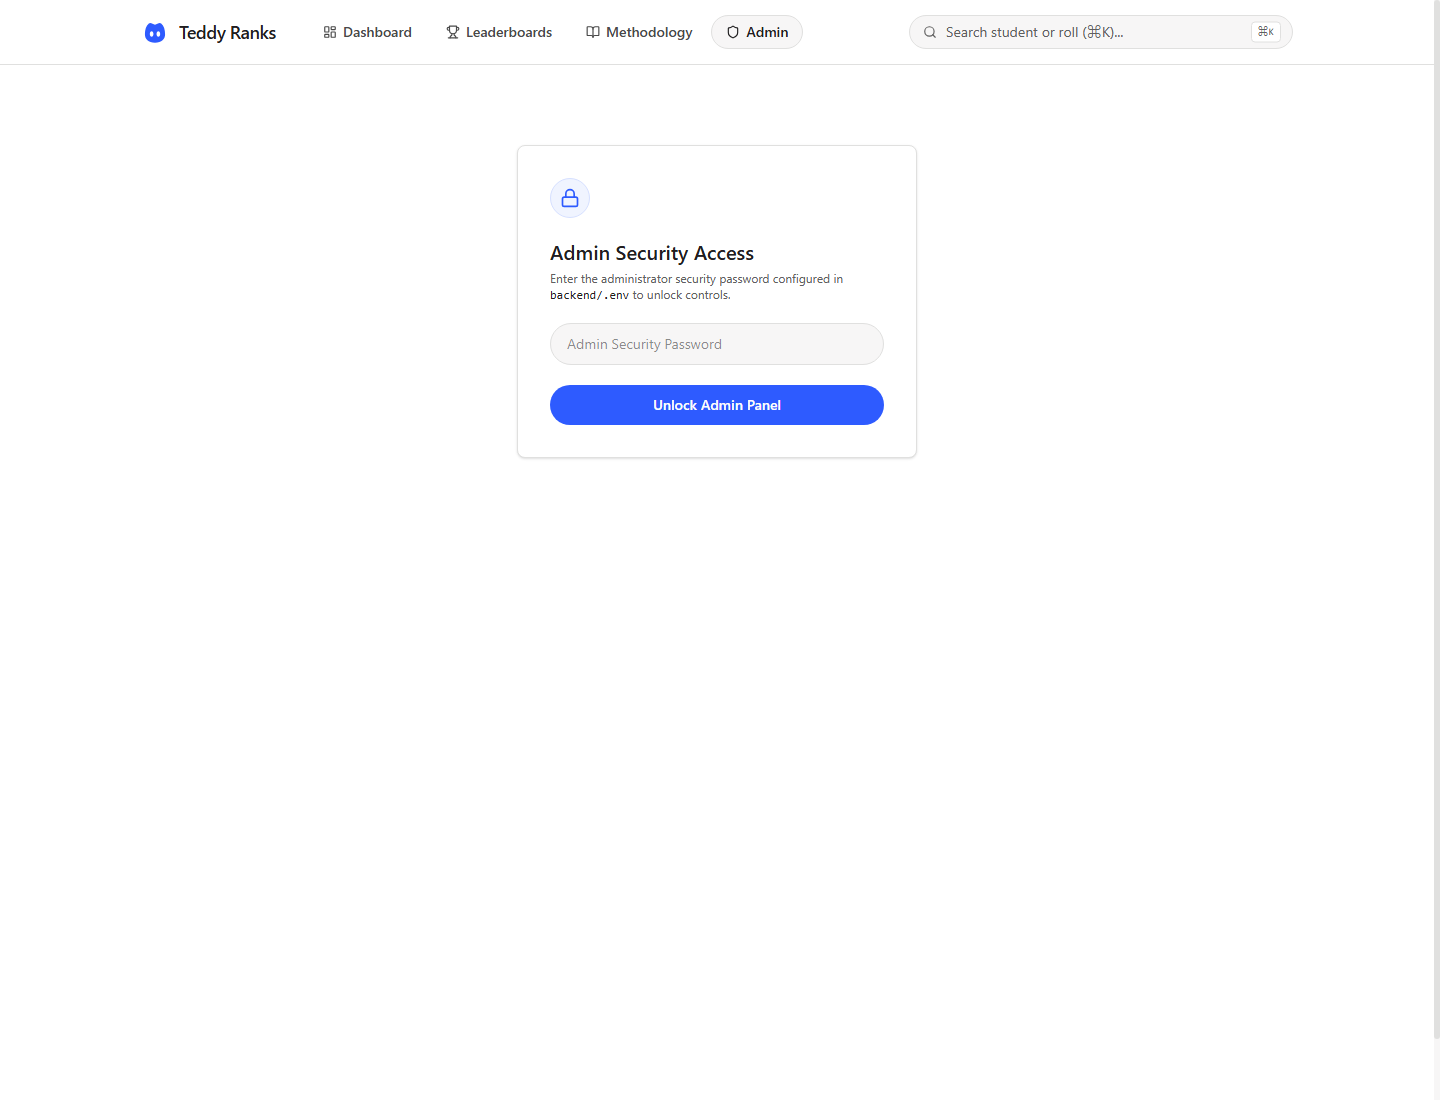 Teddy Ranks
Dashboard
Leaderboards
Methodology
Admin
Search student or roll (⌘K)...
⌘K
Admin Security Access
Enter the administrator security password configured in
backend/.env to unlock controls.
Admin Security Password
Unlock Admin Panel